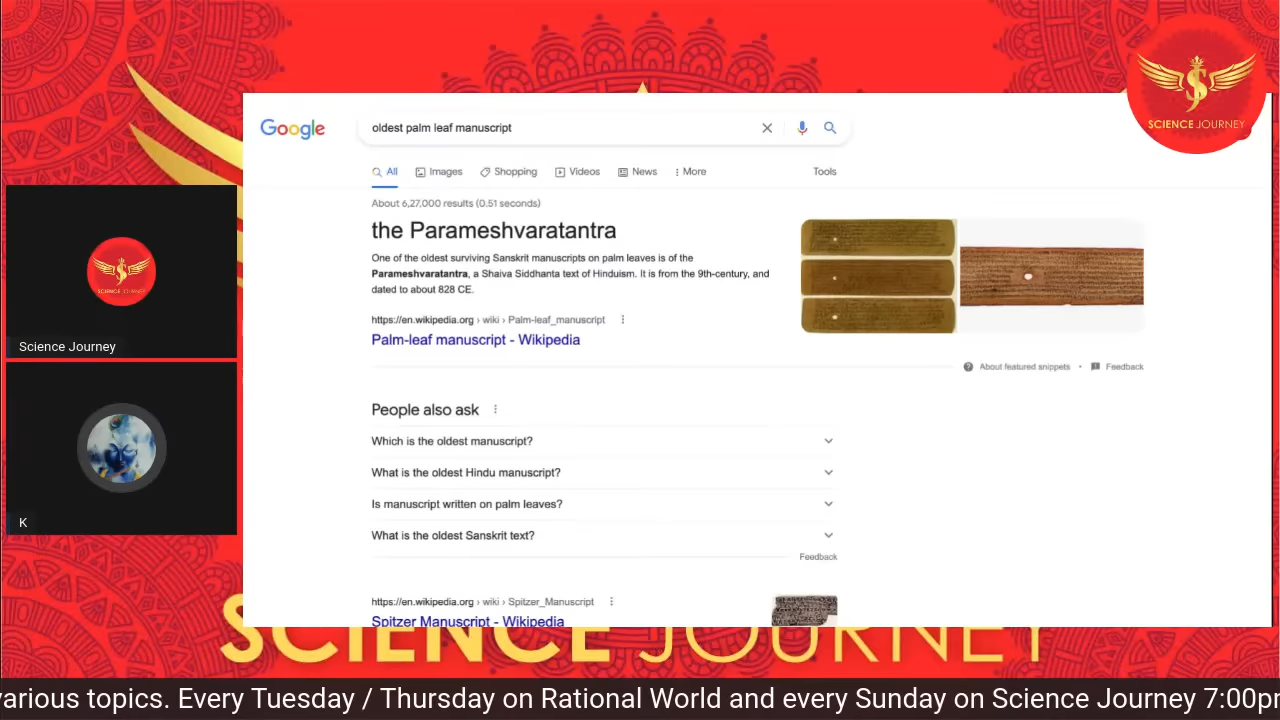 SCIENCE JOURNEY
Google
oldest palm leaf manuscript
All
Images
Shopping
Videos
News
More
Tools
About 6,27,000 results (0.51 seconds)
the Parameshvaratantra
One of the oldest surviving Sanskrit manuscripts on palm leaves is of the
Parameshvaratantra, a Shaiva Siddhanta text of Hinduism. It is from the 9th-century, and
dated to about 828 CE.
https://en.wikipedia.org › wiki › Palm-leaf_manuscript
Palm-leaf manuscript - Wikipedia
About featured snippets • Feedback
People also ask
Which is the oldest manuscript?
What is the oldest Hindu manuscript?
Is manuscript written on palm leaves?
What is the oldest Sanskrit text?
Feedback
https://en.wikipedia.org › wiki › Spitzer_Manuscript
Spitzer Manuscript - Wikipedia
SCIENCE JOURNEY
Science Journey
K
SCIENCE JOURNEY
various topics. Every Tuesday / Thursday on Rational World and every Sunday on Science Journey 7:00pm